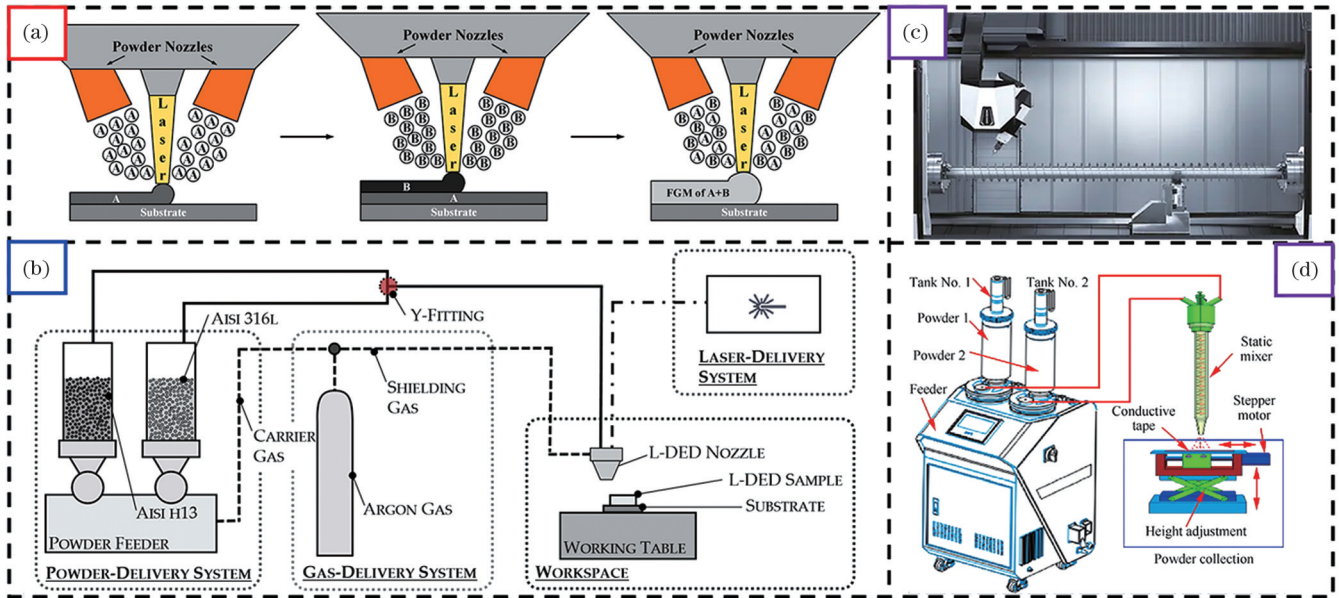 (a)
Powder Nozzles
Laser
A A A A A A A A A A A A A A A A A A
A
Substrate
Powder Nozzles
Laser
B B B B B B B B B B B B B B B B B B
B
A
Substrate
Powder Nozzles
Laser
FGM of A+B
Substrate
(b)
AISI 316L
Y-FITTING
SHIELDING
GAS
CARRIER
GAS
AISI H13
POWDER FEEDER
POWDER-DELIVERY SYSTEM
ARGON GAS
GAS-DELIVERY SYSTEM
LASER-DELIVERY
SYSTEM
L-DED NOZZLE
L-DED SAMPLE
SUBSTRATE
WORKING TABLE
WORKSPACE
(c)
(d)
Tank No. 1
Tank No. 2
Powder 1
Powder 2
Feeder
Static
mixer
Conductive
tape
Stepper
motor
Height adjustment
Powder collection